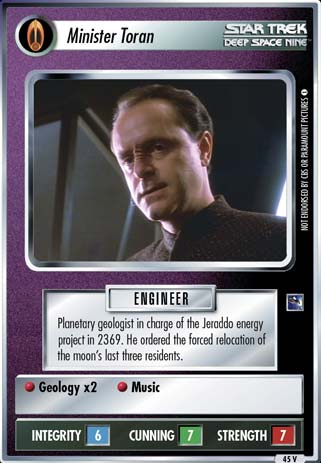 Minister Toran
STAR TREK
DEEP SPACE NINE
NOT ENDORSED BY CBS OR PARAMOUNT PICTURES
ENGINEER
Planetary geologist in charge of the Jeraddo energy
project in 2369. He ordered the forced relocation of
the moon's last three residents.
Geology x2 Music
INTEGRITY 6 CUNNING 7 STRENGTH 7
45 V